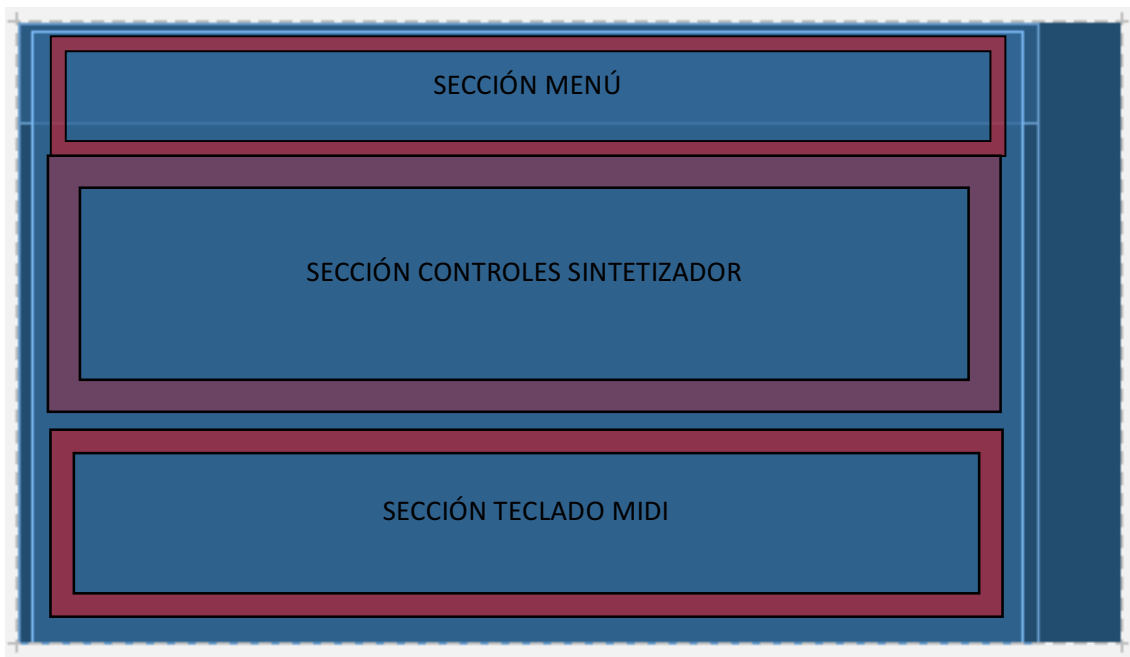 SECCIÓN MENÚ
SECCIÓN CONTROLES SINTETIZADOR
SECCIÓN TECLADO MIDI